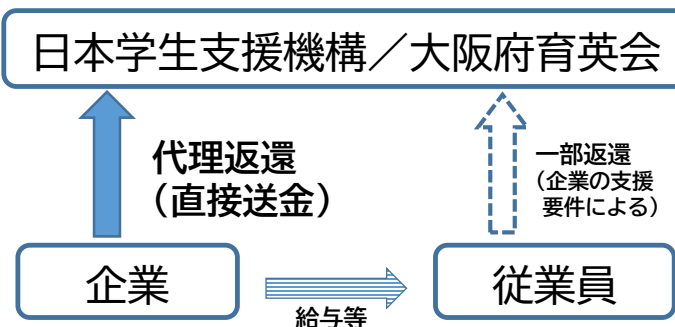 日本学生支援機構／大阪府育英会
代理返還
（直接送金）
一部返還
（企業の支援
要件による）
企業
従業員
給与等